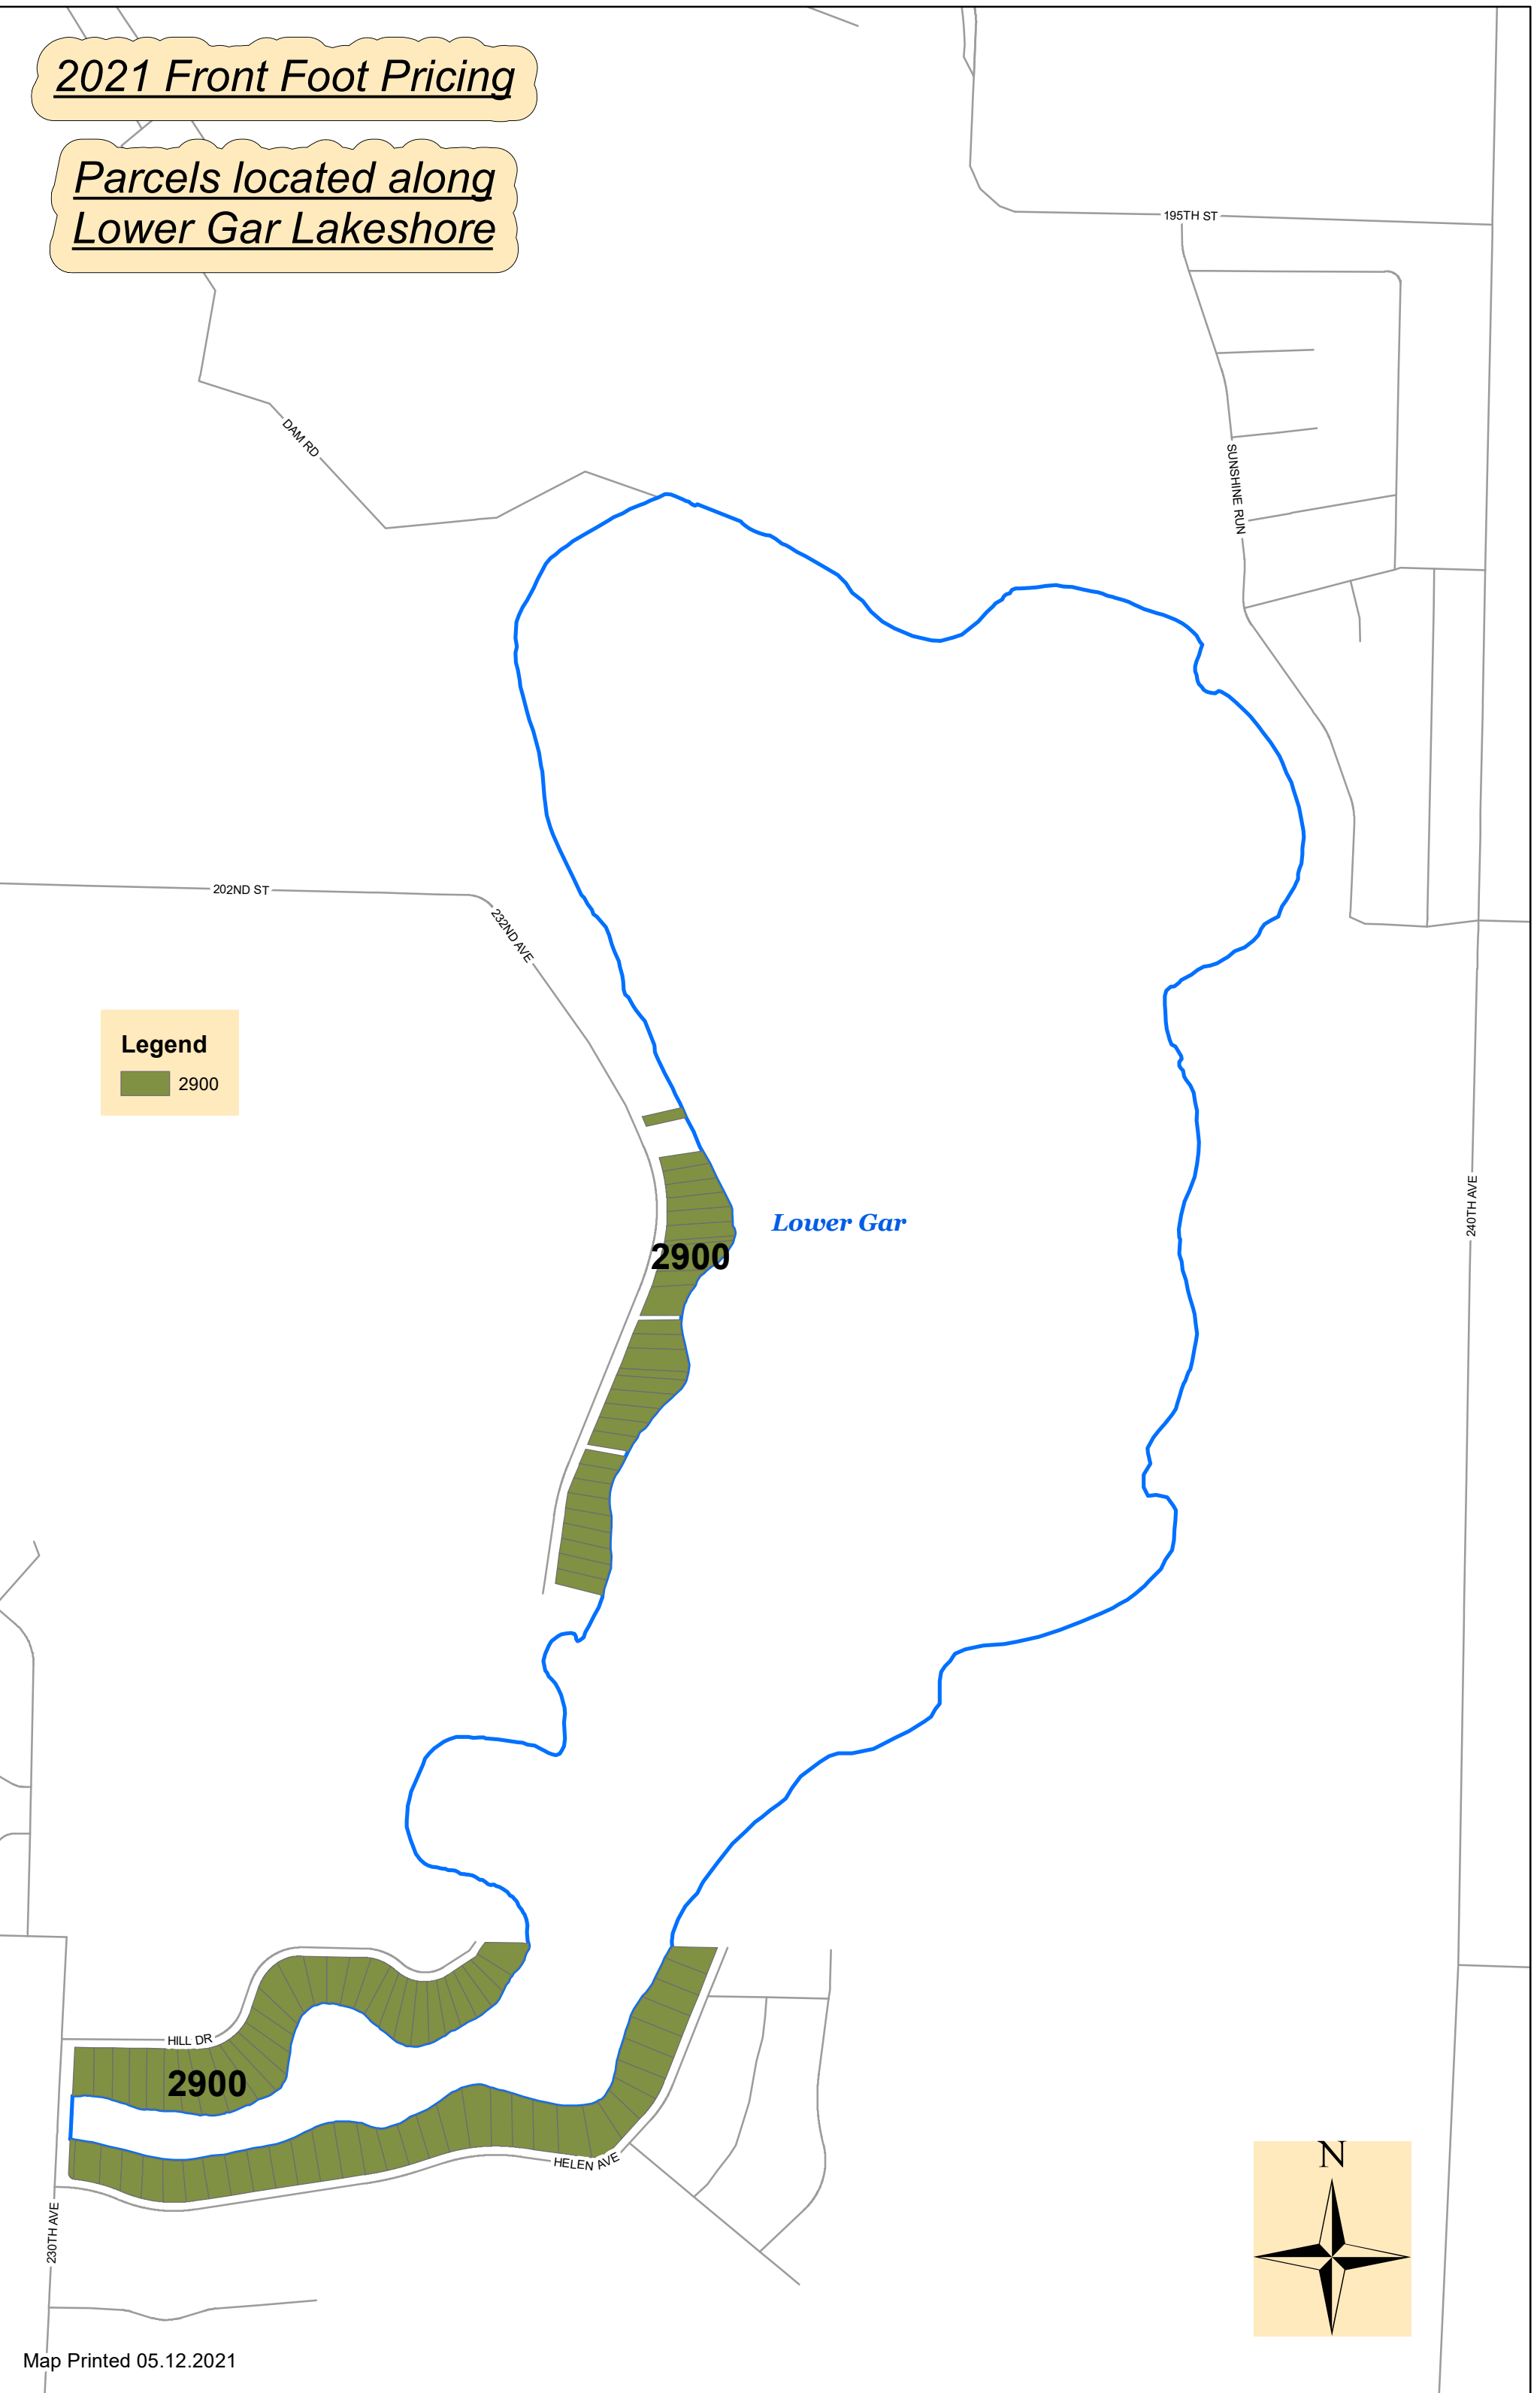 2021 Front Foot Pricing
Parcels located along
Lower Gar Lakeshore
195TH ST
DAM RD
SUNSHINE RUN
202ND ST
232ND AVE
Legend
2900
240TH AVE
Lower Gar
2900
HILL DR
2900
HELEN AVE
N
230TH AVE
Map Printed 05.12.2021